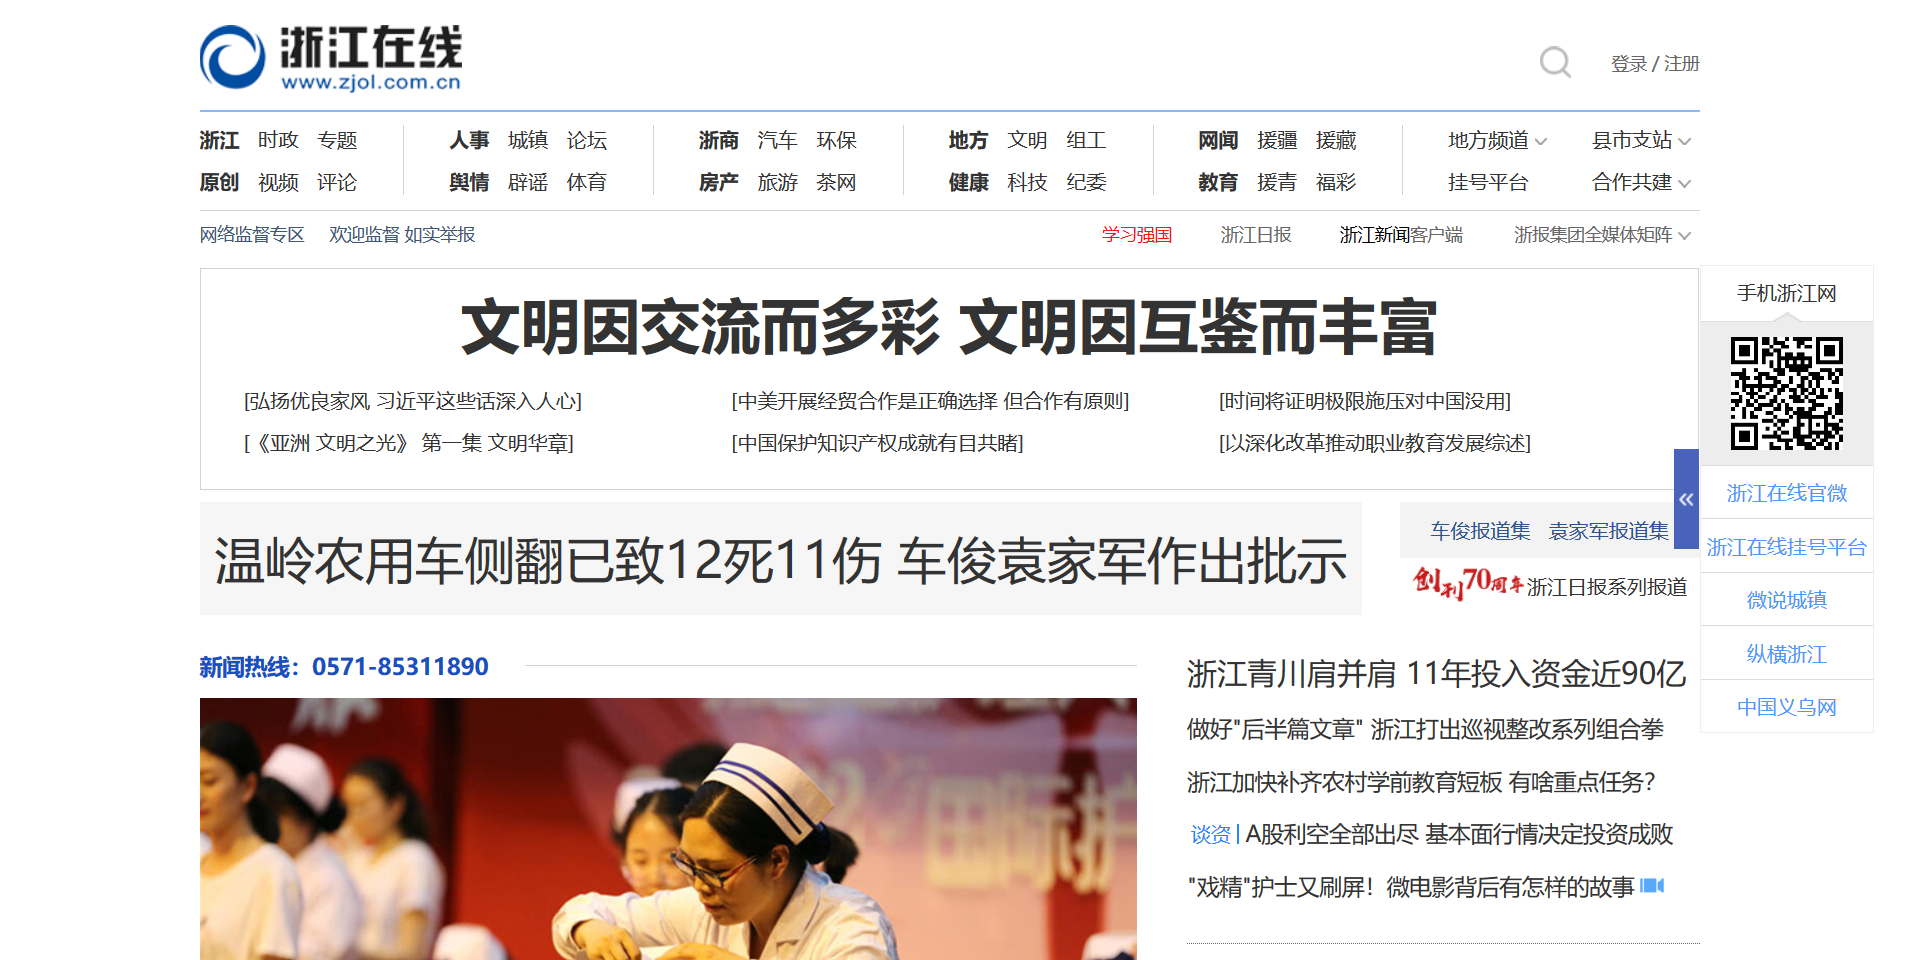 浙江在线
www.zjol.com.cn
登录 / 注册
浙江 时政 专题 人事 城镇 论坛 浙商 汽车 环保 地方 文明 组工 网闻 援疆 援藏 地方频道 县市支站
原创 视频 评论 舆情 辟谣 体育 房产 旅游 茶网 健康 科技 纪委 教育 援青 福彩 挂号平台 合作共建
网络监督专区 欢迎监督 如实举报 学习强国 浙江日报 浙江新闻客户端 浙报集团全媒体矩阵
文明因交流而多彩 文明因互鉴而丰富
[弘扬优良家风 习近平这些话深入人心] [中美开展经贸合作是正确选择 但合作有原则] [时间将证明极限施压对中国没用]
[《亚洲 文明之光》 第一集 文明华章] [中国保护知识产权成就有目共睹] [以深化改革推动职业教育发展综述]
手机浙江网
«
浙江在线官微
浙江在线挂号平台
微说城镇
纵横浙江
中国义乌网
温岭农用车侧翻已致12死11伤 车俊袁家军作出批示
车俊报道集 袁家军报道集
创刊70周年 浙江日报系列报道
新闻热线：0571-85311890
国际护
浙江青川肩并肩 11年投入资金近90亿
做好"后半篇文章" 浙江打出巡视整改系列组合拳
浙江加快补齐农村学前教育短板 有啥重点任务？
谈资 | A股利空全部出尽 基本面行情决定投资成败
"戏精"护士又刷屏！微电影背后有怎样的故事